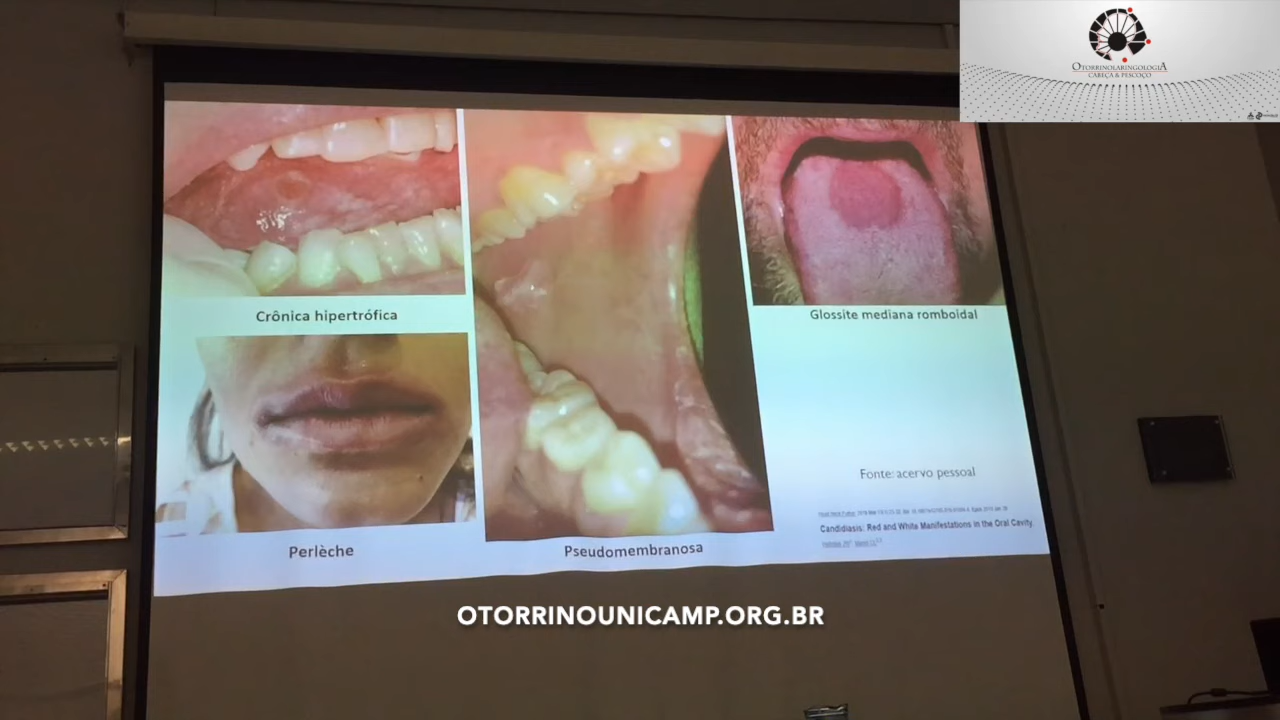 OTORRINOLARINGOLOGIA
CABEÇA & PESCOÇO
Crônica hipertrófica
Glossite mediana romboidal
Perlèche
Pseudomembranosa
Fonte: acervo pessoal
Candidiasis: Red and White Manifestations in the Oral Cavity.
OTORRINOUNICAMP.ORG.BR